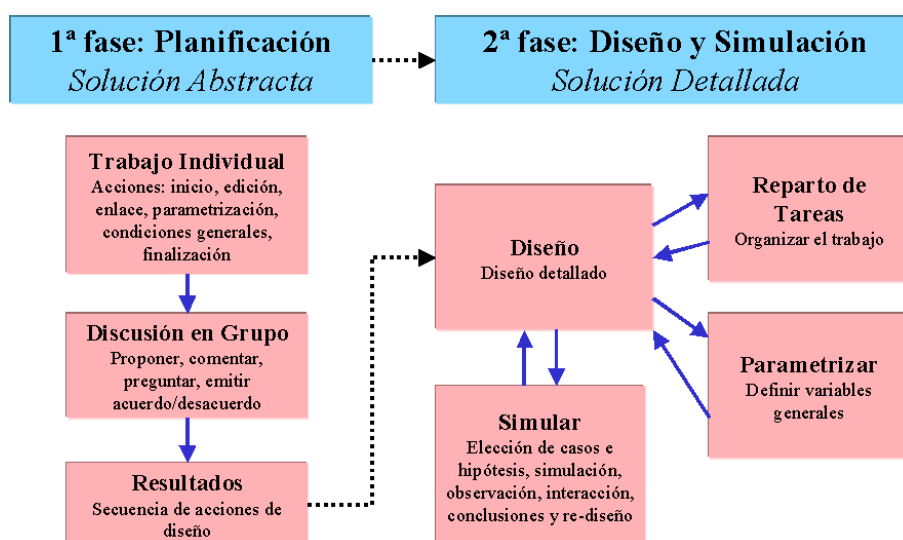 1ª fase: Planificación
Solución Abstracta
2ª fase: Diseño y Simulación
Solución Detallada
Trabajo Individual
Acciones: inicio, edición,
enlace, parametrización,
condiciones generales,
finalización
Discusión en Grupo
Proponer, comentar,
preguntar, emitir
acuerdo/desacuerdo
Resultados
Secuencia de acciones de
diseño
Diseño
Diseño detallado
Simular
Elección de casos e
hipótesis, simulación,
observación, interacción,
conclusiones y re-diseño
Reparto de
Tareas
Organizar el trabajo
Parametrizar
Definir variables
generales